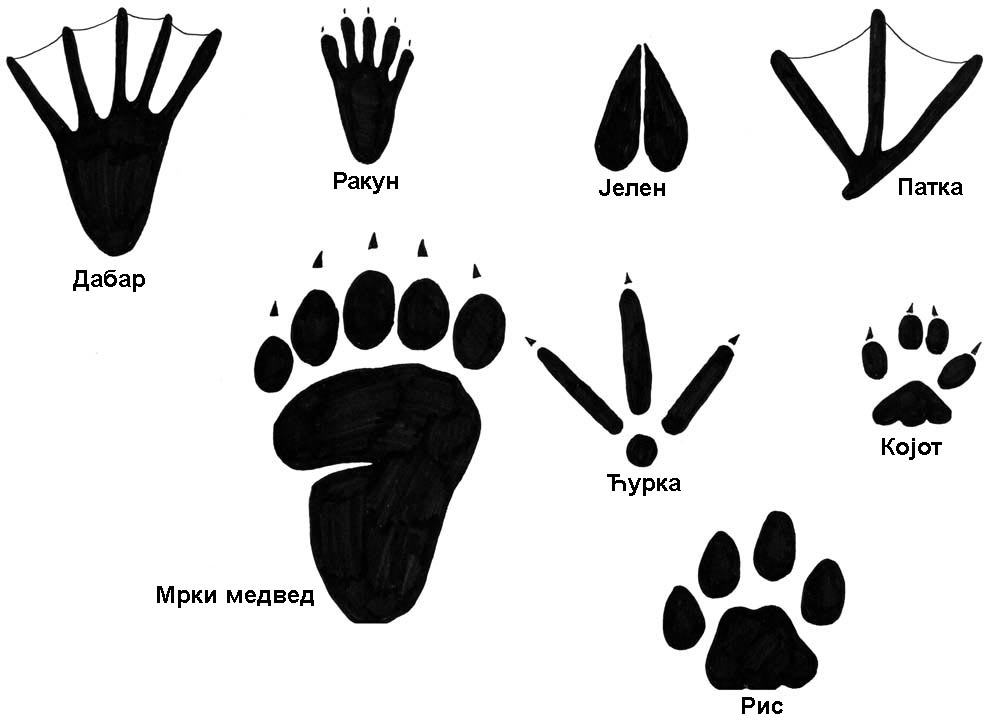 Ракун
Јелен
Патка
Дабар
Којот
Ћурка
Мрки медвед
Рис